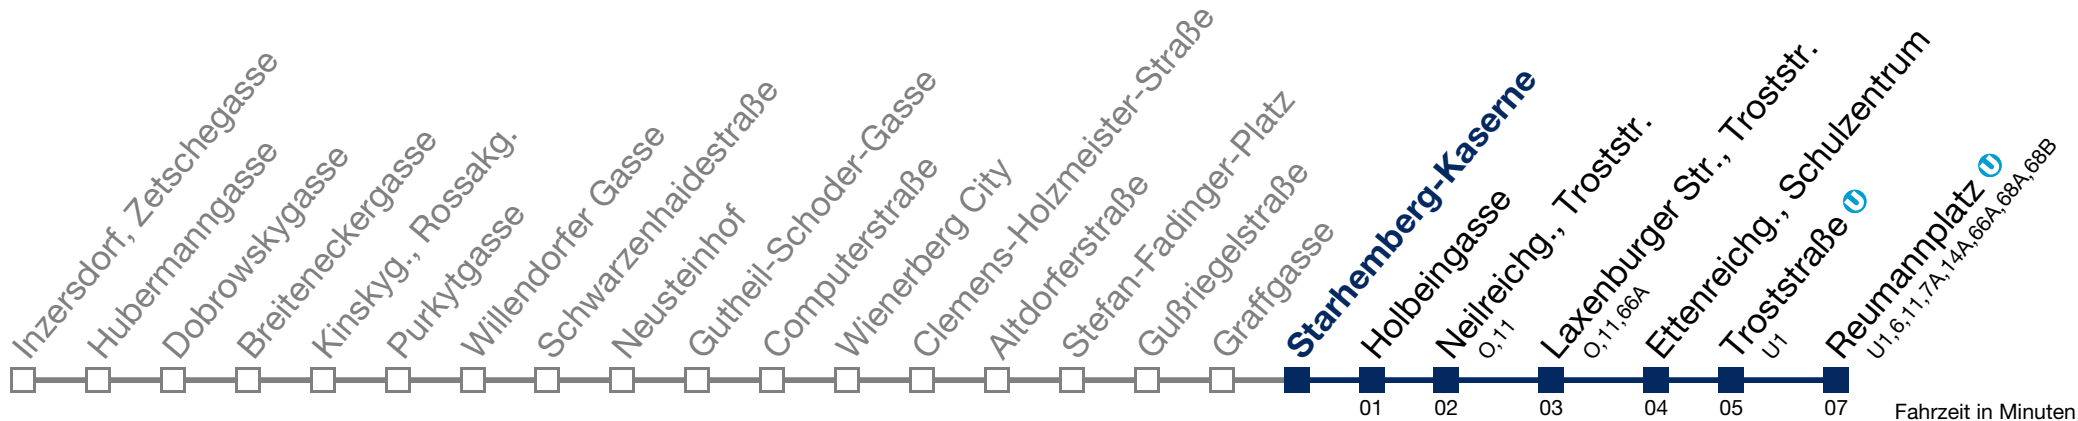 Inzersdorf, Zetschegasse
Hubermanngasse
Dobrowskygasse
Breiteneckergasse
Kinskyg., Rossakg.
Purkytgasse
Willendorfer Gasse
Schwarzenhaidestraße
Neusteinhof
Gutheil-Schoder-Gasse
Computerstraße
Wienerberg City
Clemens-Holzmeister-Straße
Altdorferstraße
Stefan-Fadinger-Platz
Gußriegelstraße
Graffgasse
Starhemberg-Kaserne
Holbeingasse
Neilreichg., Troststr.
O,11
Laxenburger Str., Troststr.
O,11,66A
Ettenreichg., Schulzentrum
Troststraße U
U1
Reumannplatz U
U1,6,11,7A,14A,66A,68A,68B
01 02 03 04 05 07
Fahrzeit in Minuten